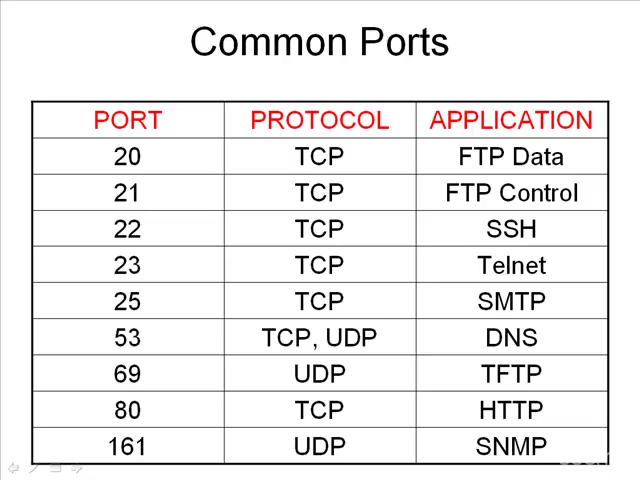 Common Ports
PORT PROTOCOL APPLICATION
20 TCP FTP Data
21 TCP FTP Control
22 TCP SSH
23 TCP Telnet
25 TCP SMTP
53 TCP, UDP DNS
69 UDP TFTP
80 TCP HTTP
161 UDP SNMP